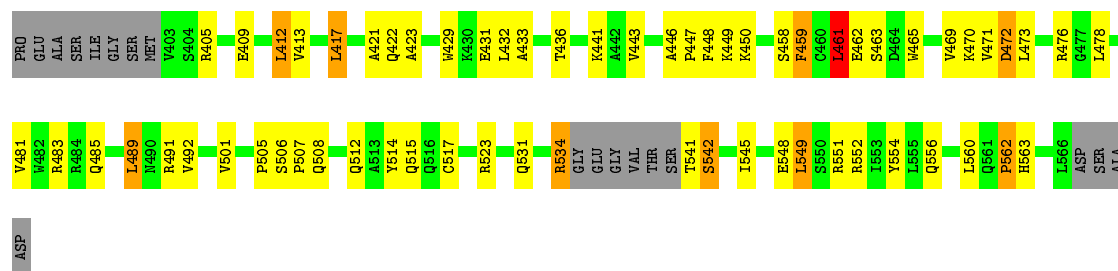 PRO GLU ALA SER ILE GLY SER MET V403 S404 R405 E409 L412 V413 L417 A421 Q422 A423 W429 K430 E431 L432 A433 T436 K441 A442 V443 A446 P447 F448 K449 K450 S458 F459 C460 L461 E462 S463 D464 W465 V469 K470 V471 D472 L473 R476 G477 L478
V481 W482 R483 R484 Q485 L489 N490 R491 V492 V501 P505 S506 P507 Q508 Q512 A513 Y514 Q515 Q516 C517 R523 Q531 R534 GLY GLU GLY VAL THR SER T541 S542 I545 E548 L549 S550 R551 R552 I553 Y554 L555 Q556 L560 Q561 P562 H563 L566 ASP SER ALA
ASP